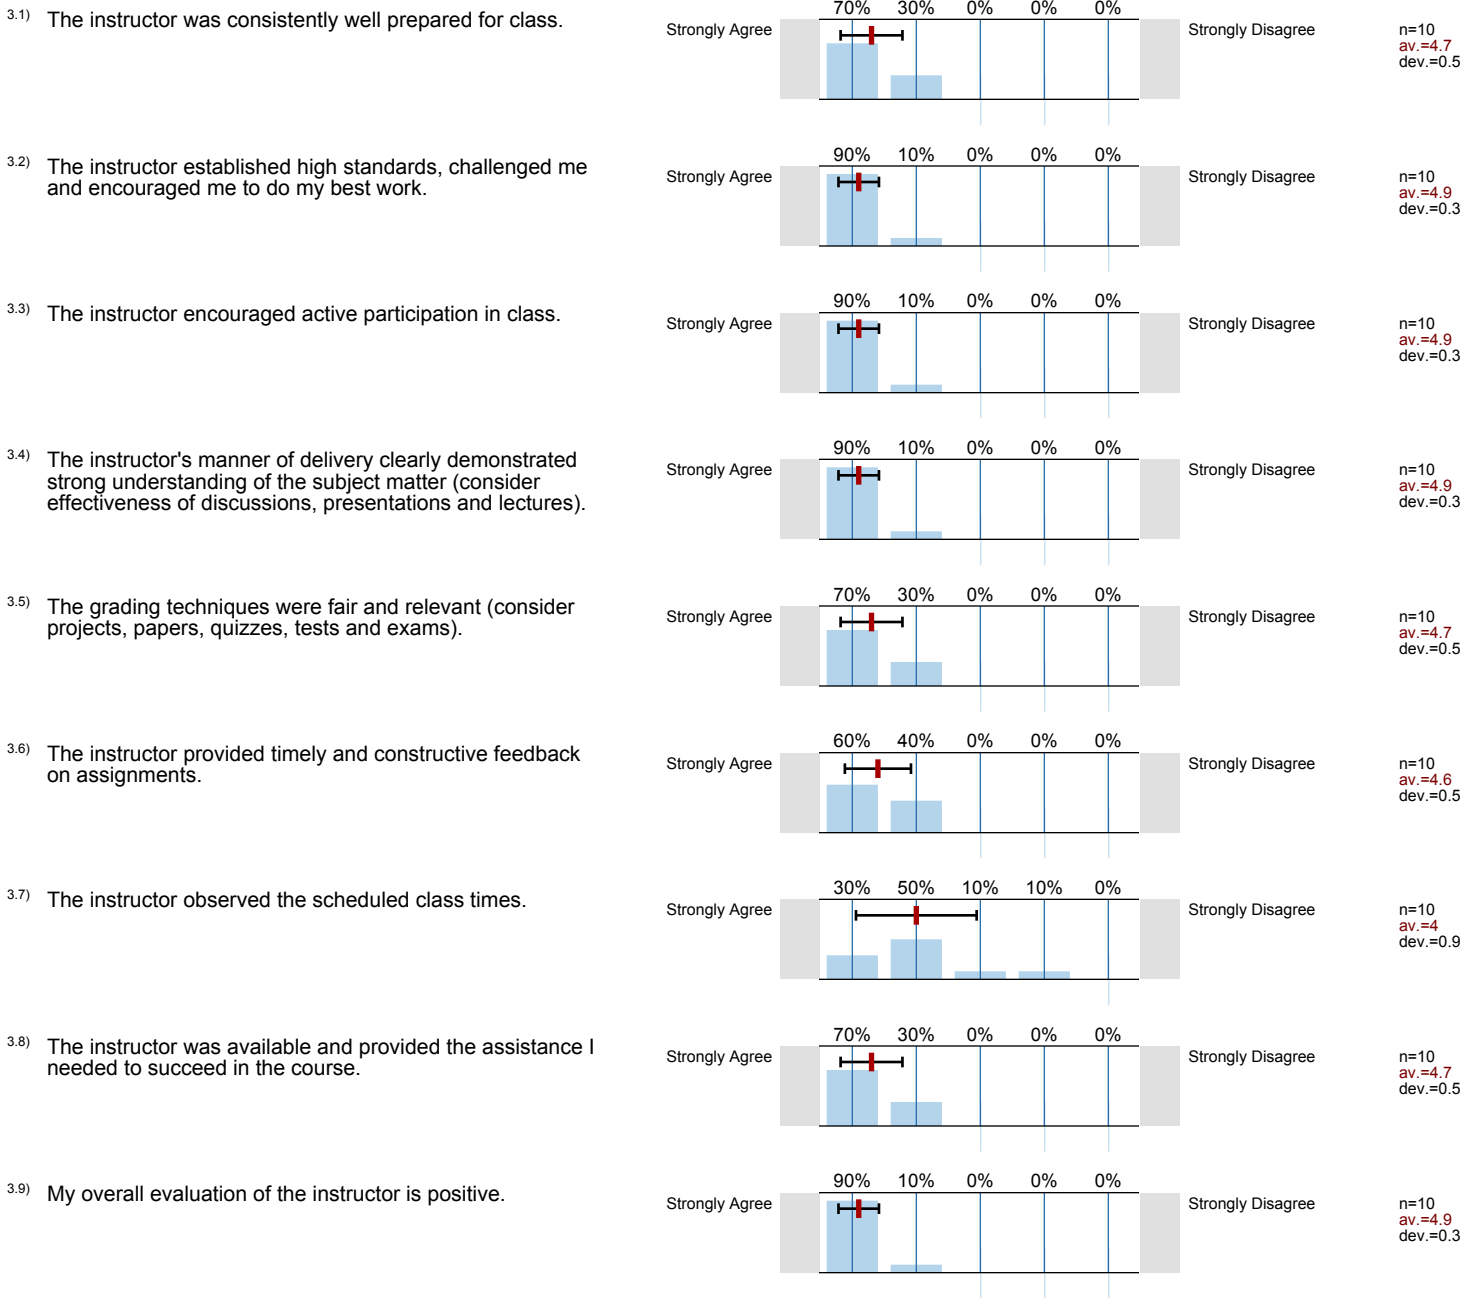 70% 30% 0% 0% 0%
3.1) The instructor was consistently well prepared for class.
Strongly Agree
Strongly Disagree
n=10
av.=4.7
dev.=0.5
90% 10% 0% 0% 0%
3.2) The instructor established high standards, challenged me
and encouraged me to do my best work.
Strongly Agree
Strongly Disagree
n=10
av.=4.9
dev.=0.3
90% 10% 0% 0% 0%
3.3) The instructor encouraged active participation in class.
Strongly Agree
Strongly Disagree
n=10
av.=4.9
dev.=0.3
90% 10% 0% 0% 0%
3.4) The instructor's manner of delivery clearly demonstrated
strong understanding of the subject matter (consider
effectiveness of discussions, presentations and lectures).
Strongly Agree
Strongly Disagree
n=10
av.=4.9
dev.=0.3
70% 30% 0% 0% 0%
3.5) The grading techniques were fair and relevant (consider
projects, papers, quizzes, tests and exams).
Strongly Agree
Strongly Disagree
n=10
av.=4.7
dev.=0.5
60% 40% 0% 0% 0%
3.6) The instructor provided timely and constructive feedback
on assignments.
Strongly Agree
Strongly Disagree
n=10
av.=4.6
dev.=0.5
30% 50% 10% 10% 0%
3.7) The instructor observed the scheduled class times.
Strongly Agree
Strongly Disagree
n=10
av.=4
dev.=0.9
70% 30% 0% 0% 0%
3.8) The instructor was available and provided the assistance I
needed to succeed in the course.
Strongly Agree
Strongly Disagree
n=10
av.=4.7
dev.=0.5
90% 10% 0% 0% 0%
3.9) My overall evaluation of the instructor is positive.
Strongly Agree
Strongly Disagree
n=10
av.=4.9
dev.=0.3